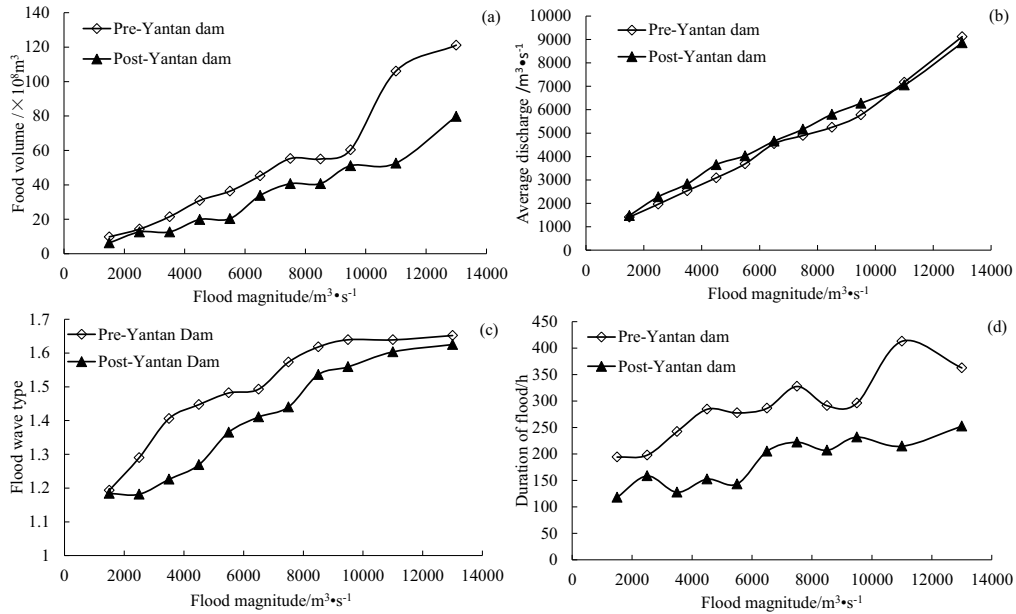 (a)
Pre-Yantan dam
Post-Yantan dam
Food volume /×10⁸m³
140
120
100
80
60
40
20
0
0 2000 4000 6000 8000 10000 12000 14000
Flood magnitude/m³•s⁻¹
(b)
Pre-Yantan dam
Post-Yantan dam
Average discharge /m³•s⁻¹
10000
9000
8000
7000
6000
5000
4000
3000
2000
1000
0
0 2000 4000 6000 8000 10000 12000 14000
Flood magnitude/m³•s⁻¹
(c)
Pre-Yantan Dam
Post-Yantan Dam
Flood wave type
1.7
1.6
1.5
1.4
1.3
1.2
1.1
1
0 2000 4000 6000 8000 10000 12000 14000
Flood magnitude/m³•s⁻¹
(d)
Pre-Yantan dam
Post-Yantan dam
Duration of flood/h
450
400
350
300
250
200
150
100
50
0
0 2000 4000 6000 8000 10000 12000 14000
Flood magnitude/m³•s⁻¹